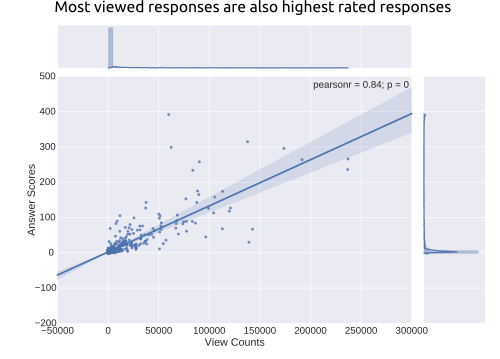 Most viewed responses are also highest rated responses
pearsonr = 0.84; p = 0
500
400
300
200
100
0
−100
−200
Answer Scores
−50000 0 50000 100000 150000 200000 250000 300000
View Counts